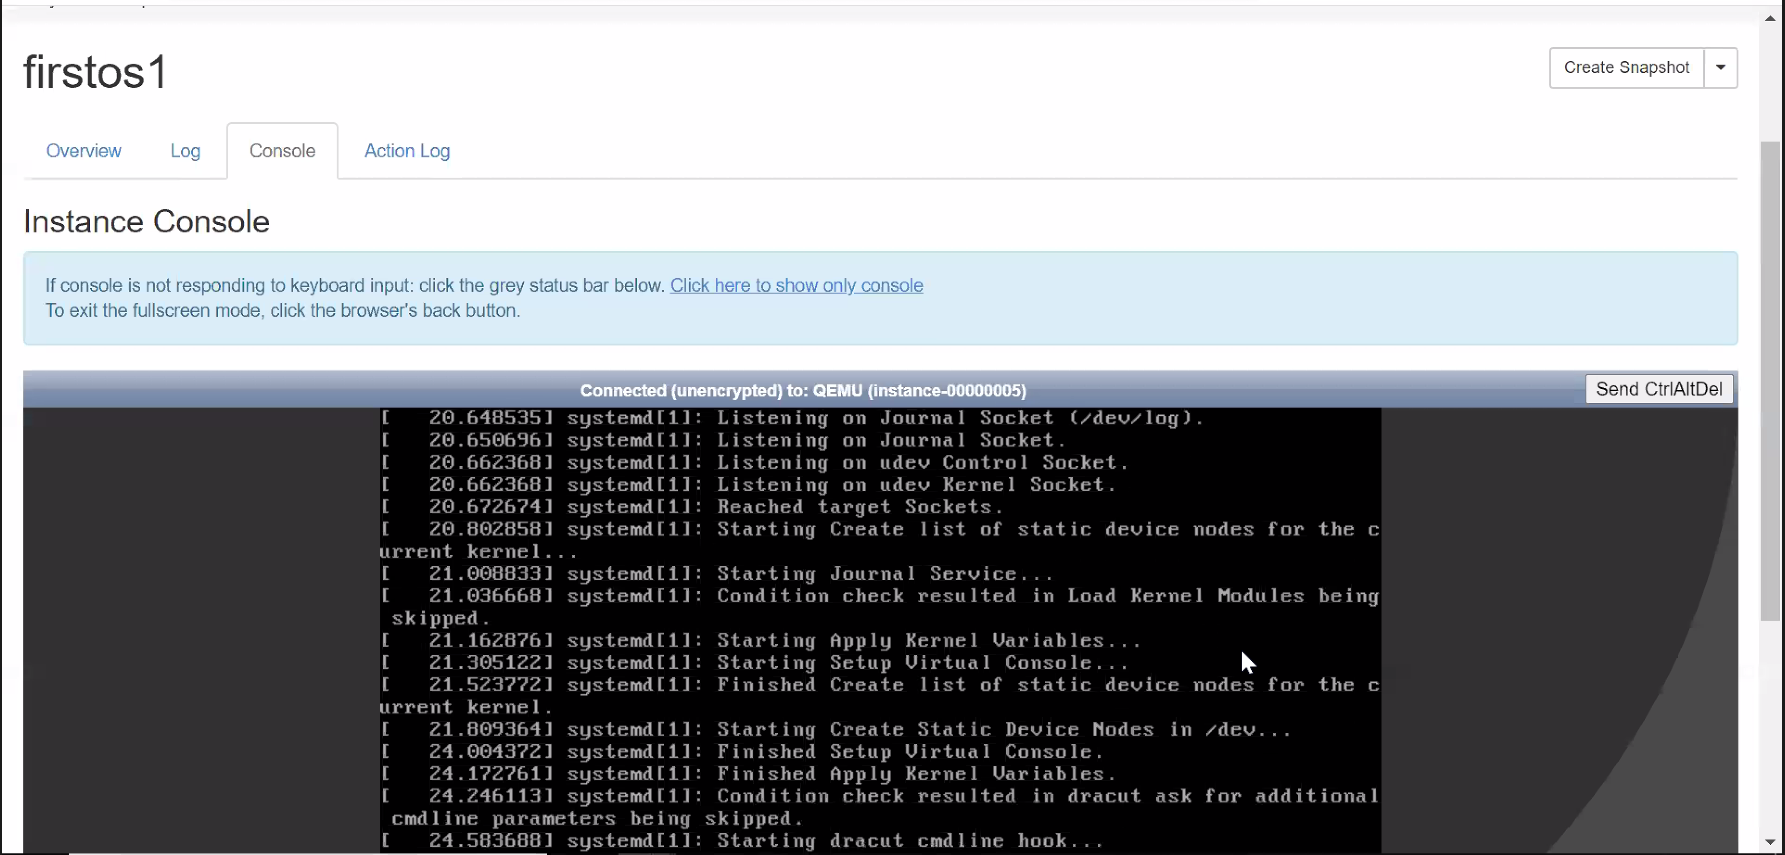 firstos1
Create Snapshot
Overview Log Console Action Log
Instance Console
If console is not responding to keyboard input: click the grey status bar below. Click here to show only console
To exit the fullscreen mode, click the browser's back button.
Connected (unencrypted) to: QEMU (instance-00000005)
Send CtrlAltDel
[   20.648535] systemd[1]: Listening on Journal Socket (/dev/log).
[   20.650696] systemd[1]: Listening on Journal Socket.
[   20.662368] systemd[1]: Listening on udev Control Socket.
[   20.662368] systemd[1]: Listening on udev Kernel Socket.
[   20.672674] systemd[1]: Reached target Sockets.
[   20.802858] systemd[1]: Starting Create list of static device nodes for the c
urrent kernel...
[   21.008833] systemd[1]: Starting Journal Service...
[   21.036668] systemd[1]: Condition check resulted in Load Kernel Modules being
 skipped.
[   21.162876] systemd[1]: Starting Apply Kernel Variables...
[   21.305122] systemd[1]: Starting Setup Virtual Console...
[   21.523772] systemd[1]: Finished Create list of static device nodes for the c
urrent kernel.
[   21.809364] systemd[1]: Starting Create Static Device Nodes in /dev...
[   24.004372] systemd[1]: Finished Setup Virtual Console.
[   24.172761] systemd[1]: Finished Apply Kernel Variables.
[   24.246113] systemd[1]: Condition check resulted in dracut ask for additional
 cmdline parameters being skipped.
[   24.583688] systemd[1]: Starting dracut cmdline hook...